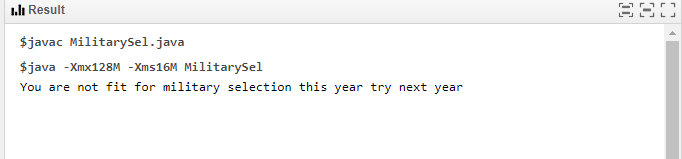 Result
$javac MilitarySel.java
$java -Xmx128M -Xms16M MilitarySel
You are not fit for military selection this year try next year